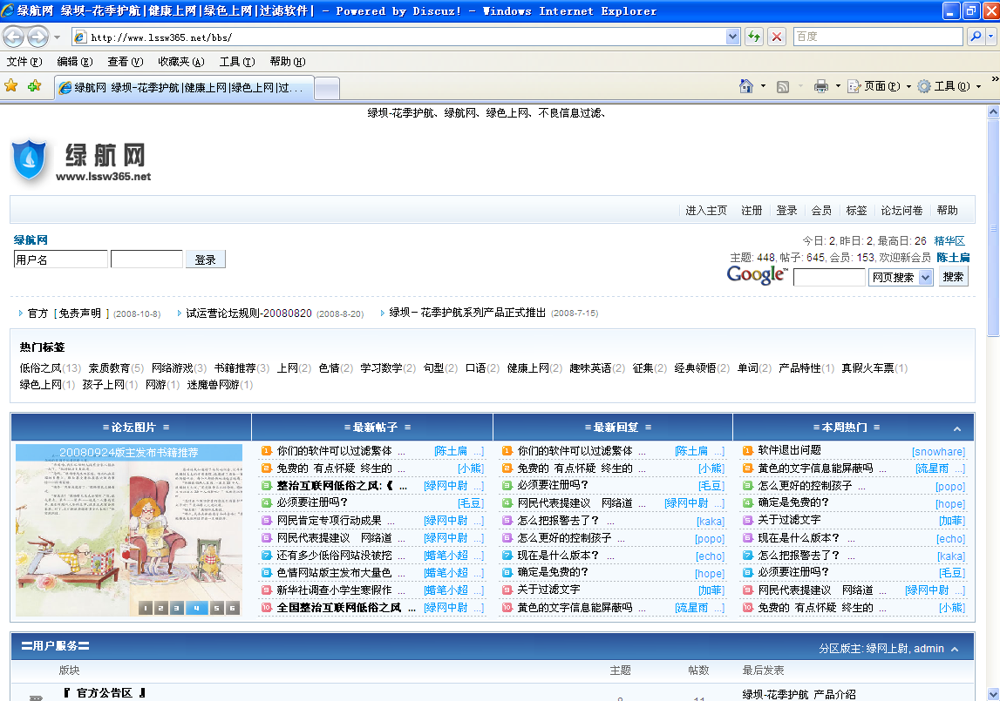 绿航网 绿坝-花季护航|健康上网|绿色上网|过滤软件| - Powered by Discuz! - Windows Internet Explorer
http://www.lssw365.net/bbs/ 百度
文件(F) 编辑(E) 查看(V) 收藏夹(A) 工具(T) 帮助(H)
绿航网 绿坝-花季护航|健康上网|绿色上网|过... 页面(P) 工具(O) »
绿坝-花季护航、绿航网、绿色上网、不良信息过滤、
绿航网
www.lssw365.net
进入主页 注册 登录 会员 标签 论坛问卷 帮助
绿航网
用户名 登录
今日: 2, 昨日: 2, 最高日: 26 精华区
主题: 448, 帖子: 645, 会员: 153, 欢迎新会员 陈土扁
Google™ 网页搜索 搜索
官方 [ 免责声明 ] (2008-10-8) 试运营论坛规则-20080820 (2008-8-20) 绿坝－花季护航系列产品正式推出 (2008-7-15)
热门标签
低俗之风(13) 素质教育(5) 网络游戏(3) 书籍推荐(3) 上网(2) 色情(2) 学习数学(2) 句型(2) 口语(2) 健康上网(2) 趣味英语(2) 征集(2) 经典领悟(2) 单词(2) 产品特性(1) 真假火车票(1)
绿色上网(1) 孩子上网(1) 网游(1) 迷魔兽网游(1)
≡论坛图片 ≡
20080924版主发布书籍推荐
1 2 3 4 5 6
≡最新帖子 ≡
1 你们的软件可以过滤繁体 ... [陈土扁 ...]
2 免费的 有点怀疑 终生的 ... [小熊]
3 整治互联网低俗之风:《 ... [绿网中尉 ...]
4 必须要注册吗? [毛豆]
5 网民肯定专项行动成果 ... [绿网中尉 ...]
6 网民代表提建议 网络道 ... [绿网中尉 ...]
7 还有多少低俗网站没被挖 ... [蜡笔小超 ...]
8 色情网站版主发布大量色 ... [蜡笔小超 ...]
9 新华社调查小学生寒假作 ... [蜡笔小超 ...]
10 全国整治互联网低俗之风 ... [绿网中尉 ...]
≡最新回复 ≡
1 你们的软件可以过滤繁体 ... [陈土扁 ...]
2 免费的 有点怀疑 终生的 ... [小熊]
3 必须要注册吗? [毛豆]
4 网民代表提建议 网络道 ... [绿网中尉 ...]
5 怎么把报警去了? ... [kaka]
6 怎么更好的控制孩子 ... [popo]
7 现在是什么版本? ... [echo]
8 确定是免费的? [hope]
9 关于过滤文字 [加菲]
10 黄色的文字信息能屏蔽吗 ... [流星雨 ...]
≡本周热门 ≡
1 软件退出问题 [snowhare]
2 黄色的文字信息能屏蔽吗 ... [流星雨 ...]
3 怎么更好的控制孩子 ... [popo]
4 确定是免费的? [hope]
5 关于过滤文字 [加菲]
6 现在是什么版本? ... [echo]
7 怎么把报警去了? ... [kaka]
8 必须要注册吗? [毛豆]
9 网民代表提建议 网络道 ... [绿网中尉 ...]
10 免费的 有点怀疑 终生的 ... [小熊]
〓用户服务〓 分区版主: 绿网上尉, admin
版块 主题 帖数 最后发表
『 官方公告区 』 绿坝-花季护航 产品介绍